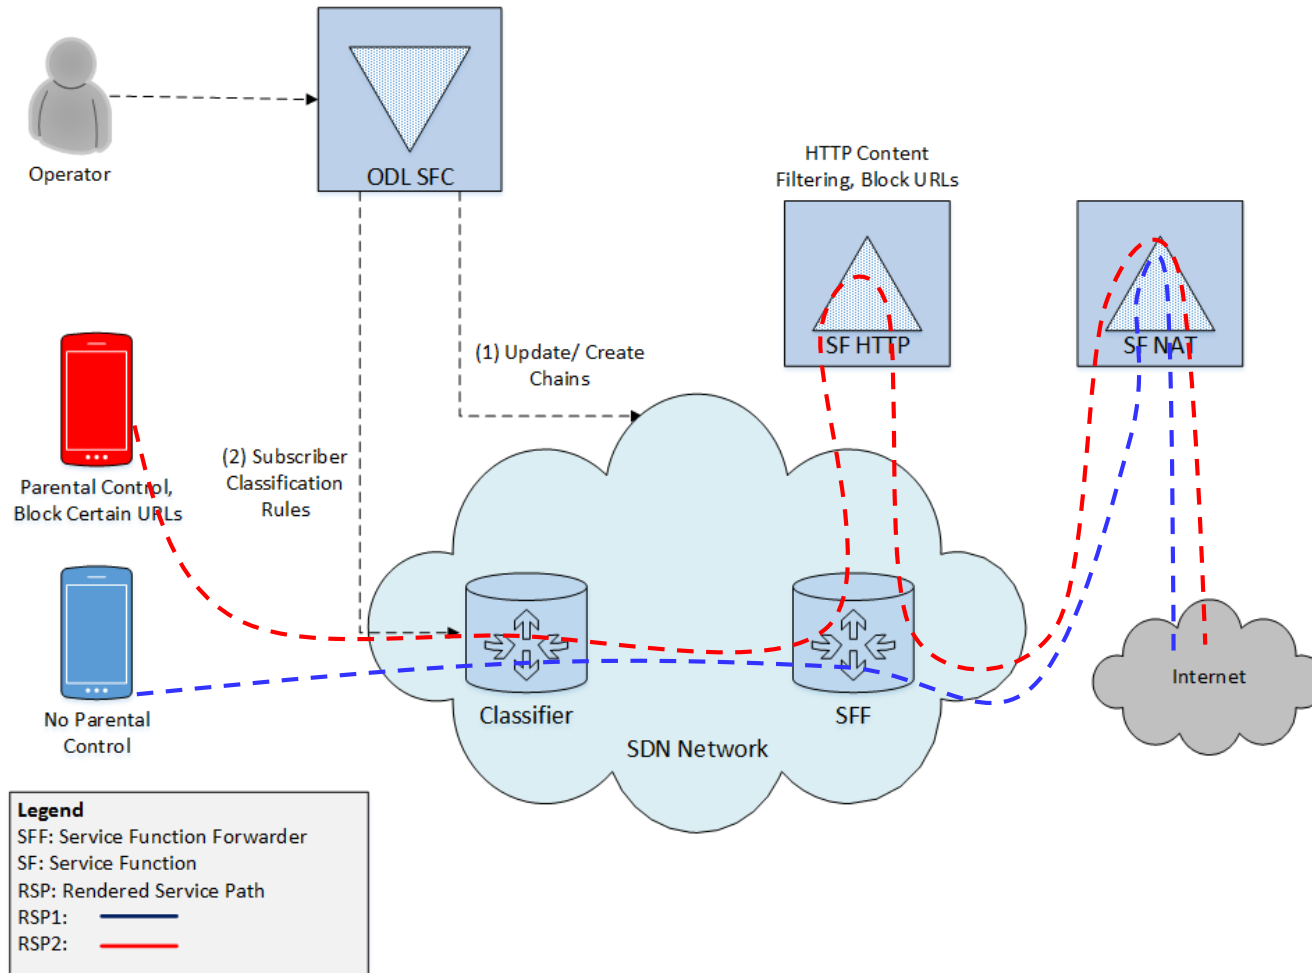 Operator
ODL SFC
HTTP Content
Filtering, Block URLs
SF HTTP
SF NAT
(1) Update/ Create
Chains
(2) Subscriber
Classification
Rules
Parental Control,
Block Certain URLs
No Parental
Control
Classifier
SFF
SDN Network
Internet
Legend
SFF: Service Function Forwarder
SF: Service Function
RSP: Rendered Service Path
RSP1:
RSP2: